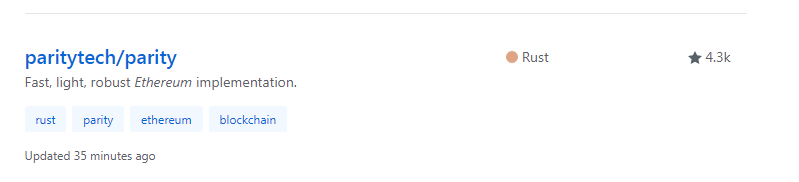 paritytech/parity Rust 4.3k
Fast, light, robust Ethereum implementation.
rust parity ethereum blockchain
Updated 35 minutes ago